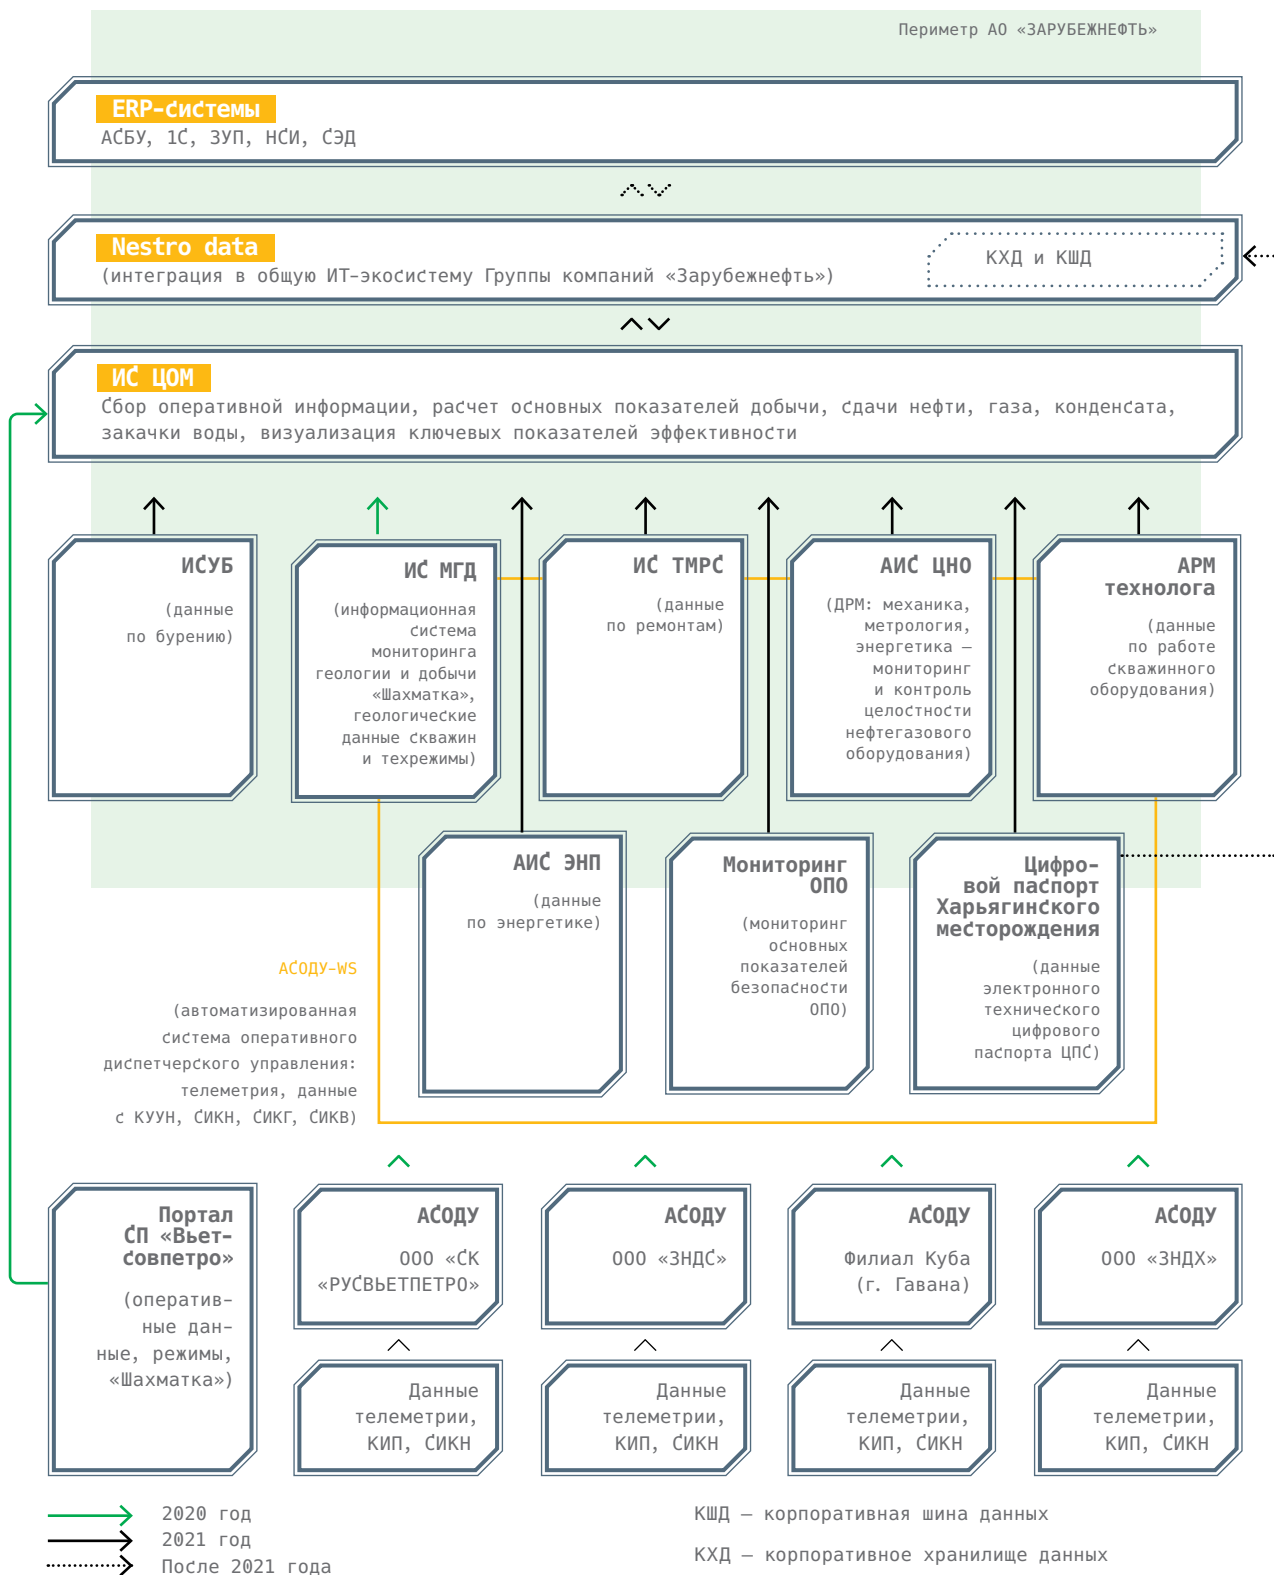 Периметр АО «ЗАРУБЕЖНЕФТЬ»
ERP-системы
АСБУ, 1С, ЗУП, НСИ, СЭД
Nestro data
(интеграция в общую ИТ-экосистему Группы компаний «Зарубежнефть»)
КХД и КШД
ИС ЦОМ
Сбор оперативной информации, расчет основных показателей добычи, сдачи нефти, газа, конденсата,
закачки воды, визуализация ключевых показателей эффективности
ИСУБ
(данные
по бурению)
ИС МГД
(информационная
система
мониторинга
геологии и добычи
«Шахматка»,
геологические
данные скважин
и техрежимы)
ИС ТМРС
(данные
по ремонтам)
АИС ЦНО
(ДРМ: механика,
метрология,
энергетика —
мониторинг
и контроль
целостности
нефтегазового
оборудования)
АРМ
технолога
(данные
по работе
скважинного
оборудования)
АИС ЭНП
(данные
по энергетике)
Мониторинг
ОПО
(мониторинг
основных
показателей
безопасности
ОПО)
Цифро-
вой паспорт
Харьягинского
месторождения
(данные
электронного
технического
цифрового
паспорта ЦПС)
АСОДУ-WS
(автоматизированная
система оперативного
диспетчерского управления:
телеметрия, данные
с КУУН, СИКН, СИКГ, СИКВ)
Портал
СП «Вьет-
совпетро»
(оператив-
ные дан-
ные, режимы,
«Шахматка»)
АСОДУ
ООО «СК
«РУСВЬЕТПЕТРО»
АСОДУ
ООО «ЗНДС»
АСОДУ
Филиал Куба
(г. Гавана)
АСОДУ
ООО «ЗНДХ»
Данные
телеметрии,
КИП, СИКН
Данные
телеметрии,
КИП, СИКН
Данные
телеметрии,
КИП, СИКН
Данные
телеметрии,
КИП, СИКН
2020 год
2021 год
После 2021 года
КШД — корпоративная шина данных
КХД — корпоративное хранилище данных